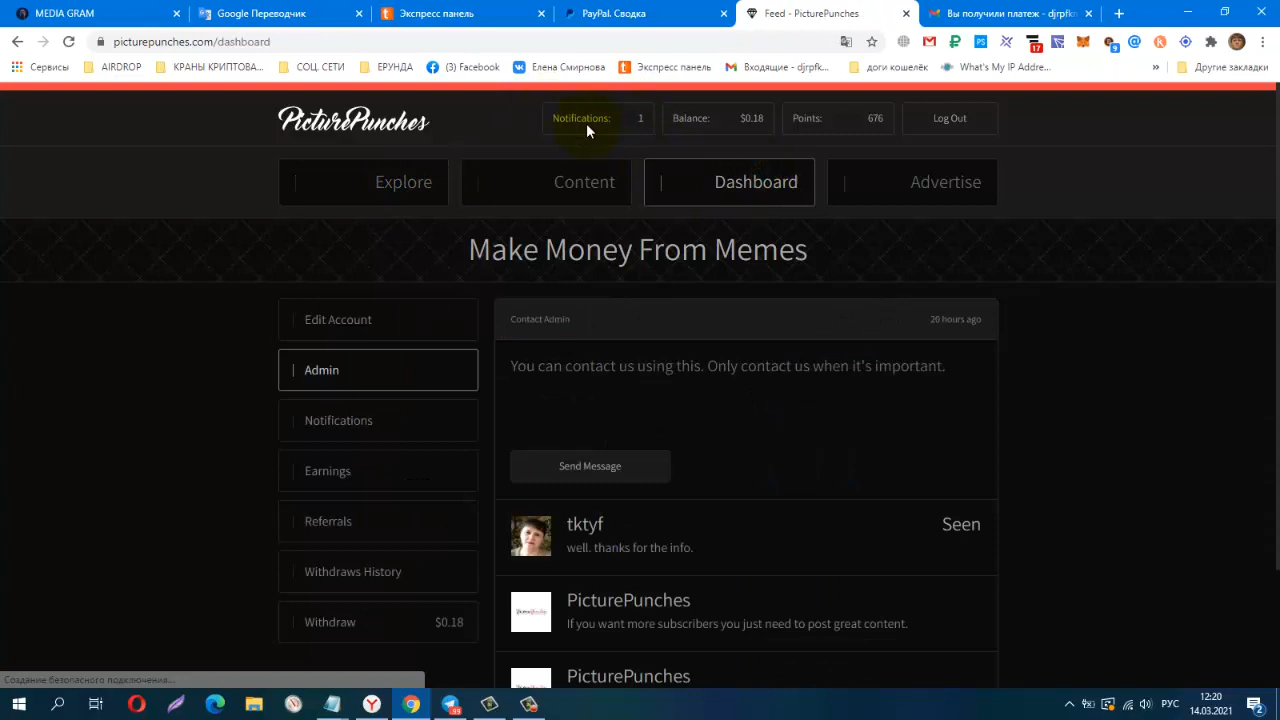 MEDIA GRAM
Google Переводчик
Экспресс панель
PayPal. Сводка
Feed - PicturePunches
Вы получили платеж - djrpfk
picturepunches.com/dashboard
17
9
Сервисы
AIRDROP
КРАНЫ КРИПТОВА...
СОЦ. СЕТИ
ЕРУНДА
(3) Facebook
Елена Смирнова
Экспресс панель
Входящие - djrpfk...
доги кошелёк
What's My IP Addre...
»
Другие закладки
PicturePunches
Notifications: 1
Balance: $0.18
Points: 676
Log Out
Explore
Content
Dashboard
Advertise
Make Money From Memes
Edit Account
Admin
Notifications
Earnings
Referrals
Withdraws History
Withdraw $0.18
Contact Admin
20 hours ago
You can contact us using this. Only contact us when it's important.
Send Message
tktyf
Seen
well. thanks for the info.
PicturePunches
If you want more subscribers you just need to post great content.
PicturePunches
Создание безопасного подключения...
99
РУС
12:20
14.03.2021
2